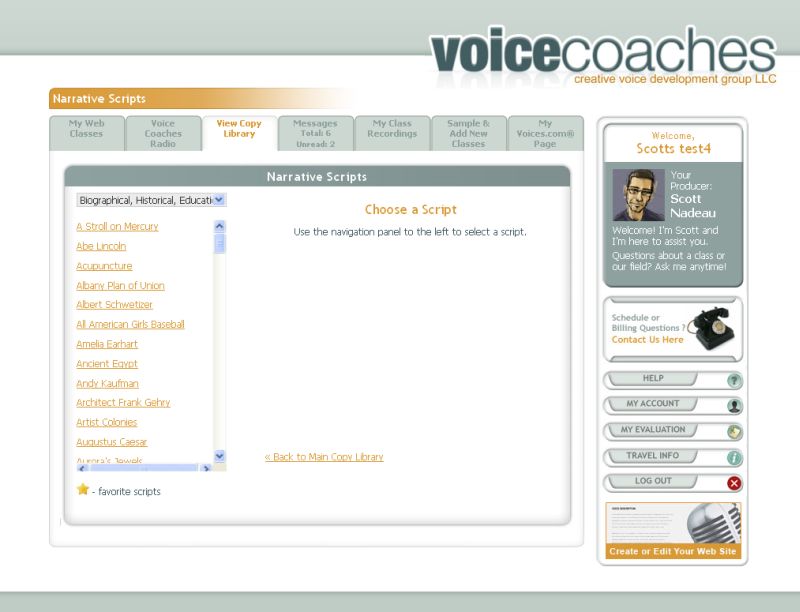 voicecoaches
creative voice development group LLC
Narrative Scripts
My Web
Classes
Voice
Coaches
Radio
View Copy
Library
Messages
Total: 6
Unread: 2
My Class
Recordings
Sample &
Add New
Classes
My
Voices.com®
Page
Narrative Scripts
Biographical, Historical, Educati
A Stroll on Mercury
Abe Lincoln
Acupuncture
Albany Plan of Union
Albert Schwetizer
All American Girls Baseball
Amelia Earhart
Ancient Egypt
Andy Kaufman
Architect Frank Gehry
Artist Colonies
Augustus Caesar
Aurora's Jewels
- favorite scripts
Choose a Script
Use the navigation panel to the left to select a script.
« Back to Main Copy Library
Welcome,
Scotts test4
Your
Producer:
Scott
Nadeau
Welcome! I'm Scott and
I'm here to assist you.
Questions about a class or
our field? Ask me anytime!
Schedule or
Billing Questions ?
Contact Us Here
HELP
?
MY ACCOUNT
MY EVALUATION
TRAVEL INFO
i
LOG OUT
Create or Edit Your Web Site